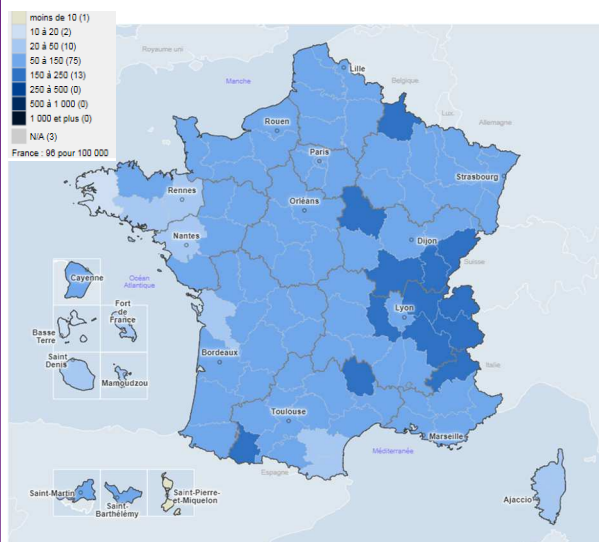 moins de 10 (1)
10 à 20 (2)
20 à 50 (10)
50 à 150 (75)
150 à 250 (13)
250 à 500 (0)
500 à 1 000 (0)
1 000 et plus (0)
N/A (3)
France : 96 pour 100 000
Royaume uni
Manche
Lille
Belgique
Lux.
Allemagne
Rouen
Paris
Strasbourg
Rennes
Orléans
Nantes
Dijon
Suisse
Cayenne
Océan
Atlantique
Fort
de
France
Basse
Terre
Lyon
Saint
Denis
Mamoudzou
Bordeaux
Italie
Toulouse
Marseille
Méditerranée
Espagne
Saint-Martin
Saint-
Barthélémy
Saint-Pierre
et-Miquelon
Ajaccio